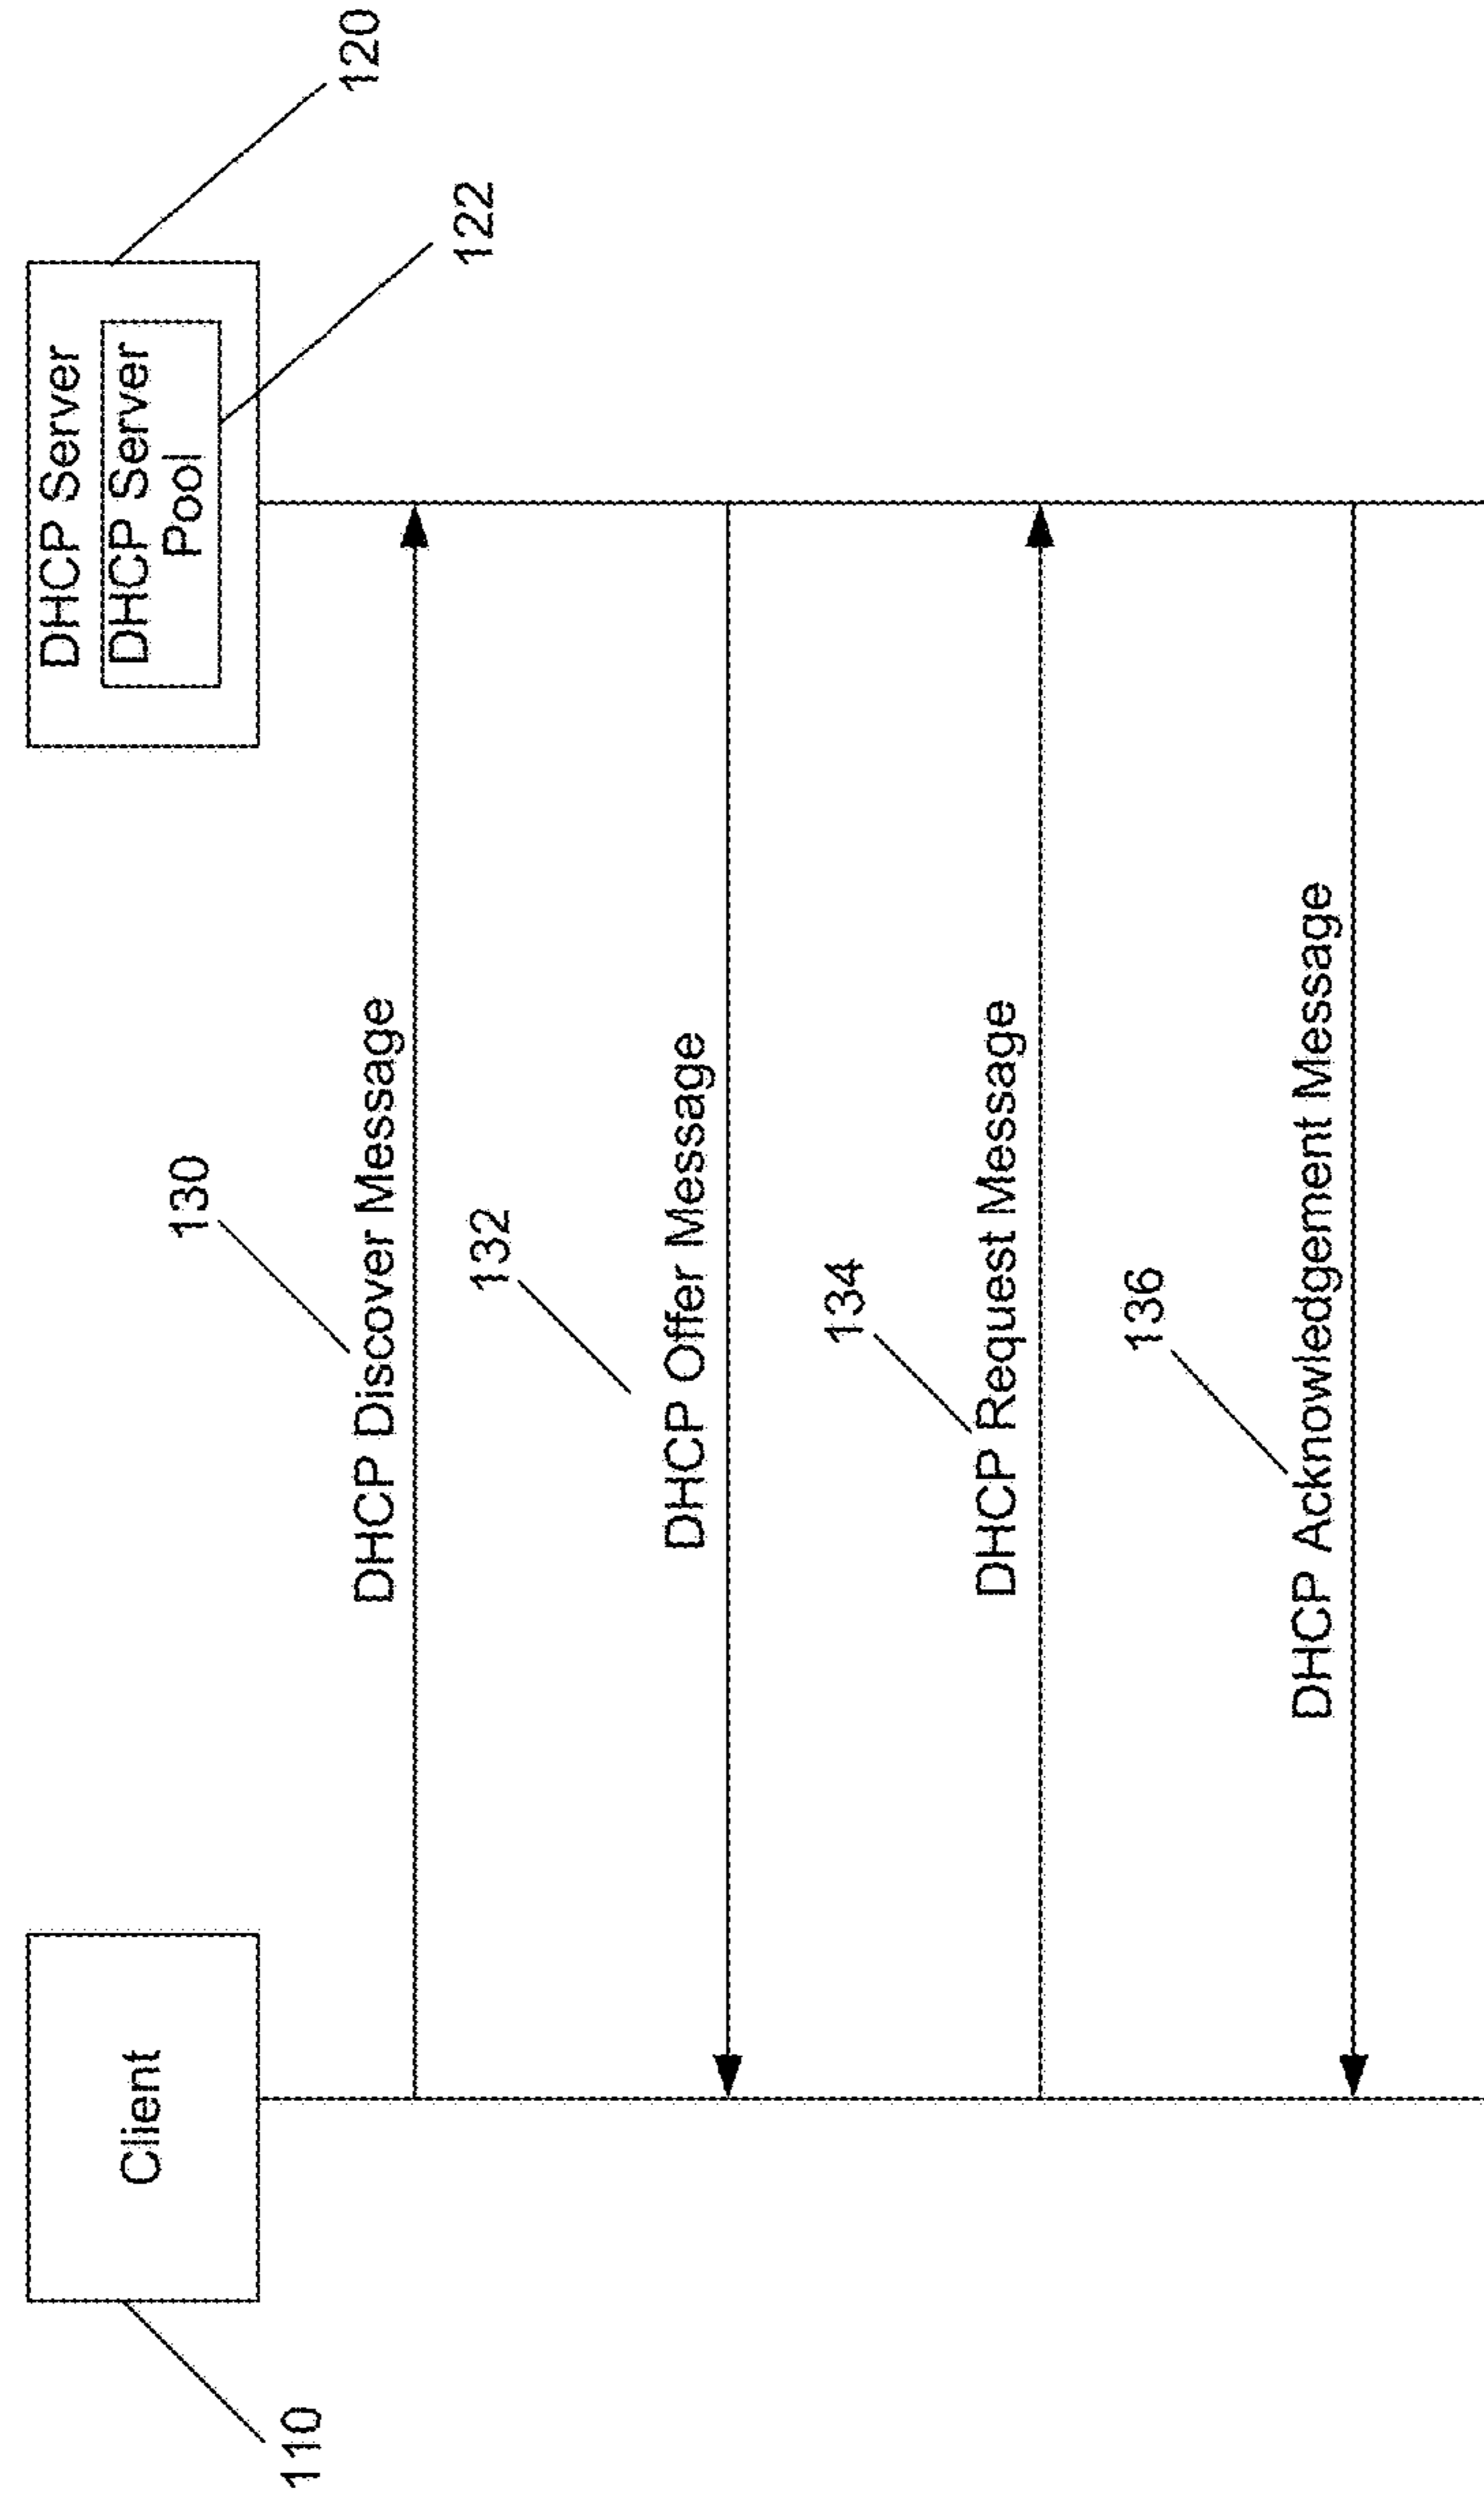 DHCP Server
DHCP Server
Pool
120
122
Client
110
130
DHCP Discover Message
132
DHCP Offer Message
134
DHCP Request Message
136
DHCP Acknowledgement Message